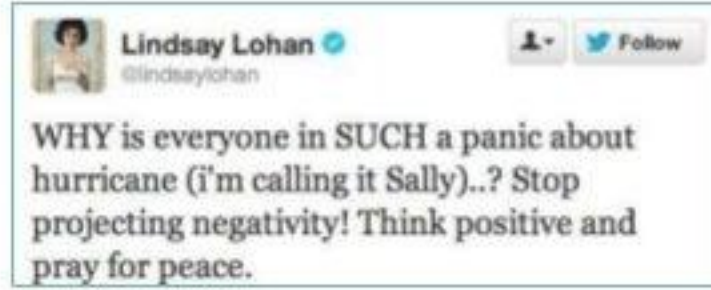 Lindsay Lohan
Follow
@lindsaylohan
WHY is everyone in SUCH a panic about
hurricane (i'm calling it Sally)..? Stop
projecting negativity! Think positive and
pray for peace.